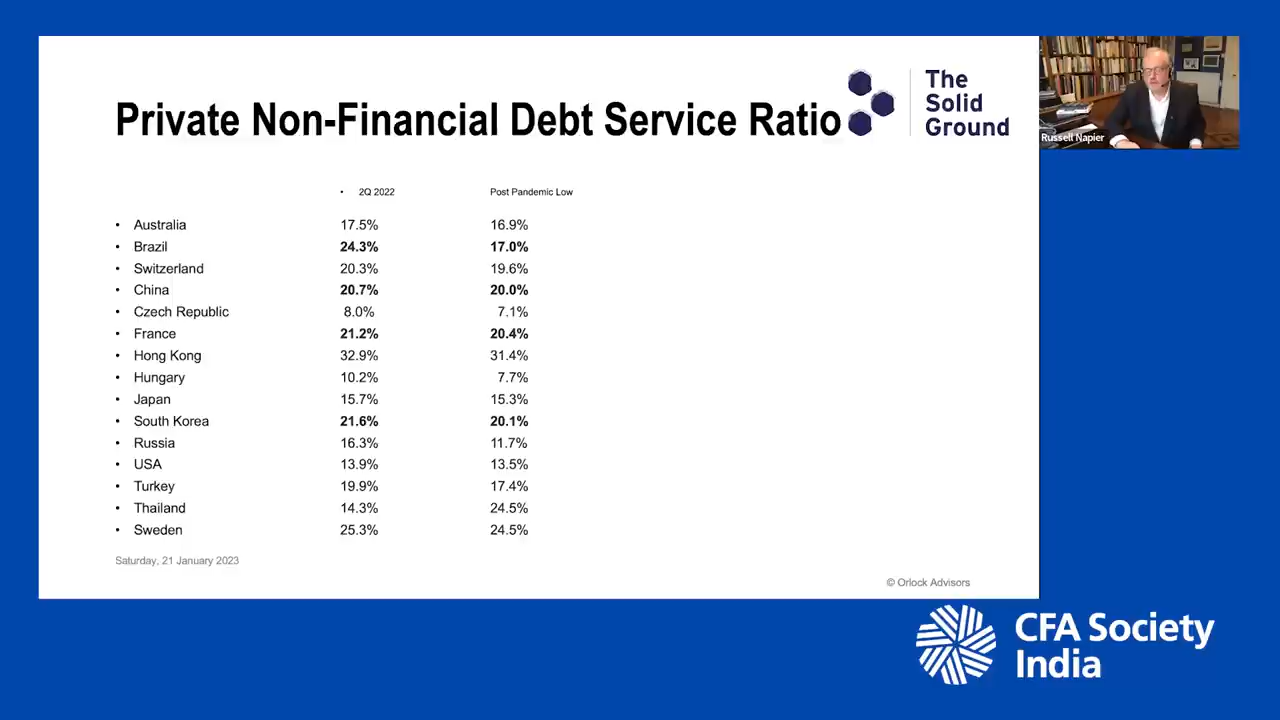 Private Non-Financial Debt Service Ratio
The
Solid
Ground
Russell Napier
• 2Q 2022 Post Pandemic Low
• Australia 17.5% 16.9%
• Brazil 24.3% 17.0%
• Switzerland 20.3% 19.6%
• China 20.7% 20.0%
• Czech Republic 8.0% 7.1%
• France 21.2% 20.4%
• Hong Kong 32.9% 31.4%
• Hungary 10.2% 7.7%
• Japan 15.7% 15.3%
• South Korea 21.6% 20.1%
• Russia 16.3% 11.7%
• USA 13.9% 13.5%
• Turkey 19.9% 17.4%
• Thailand 14.3% 24.5%
• Sweden 25.3% 24.5%
Saturday, 21 January 2023
© Orlock Advisors
CFA Society
India